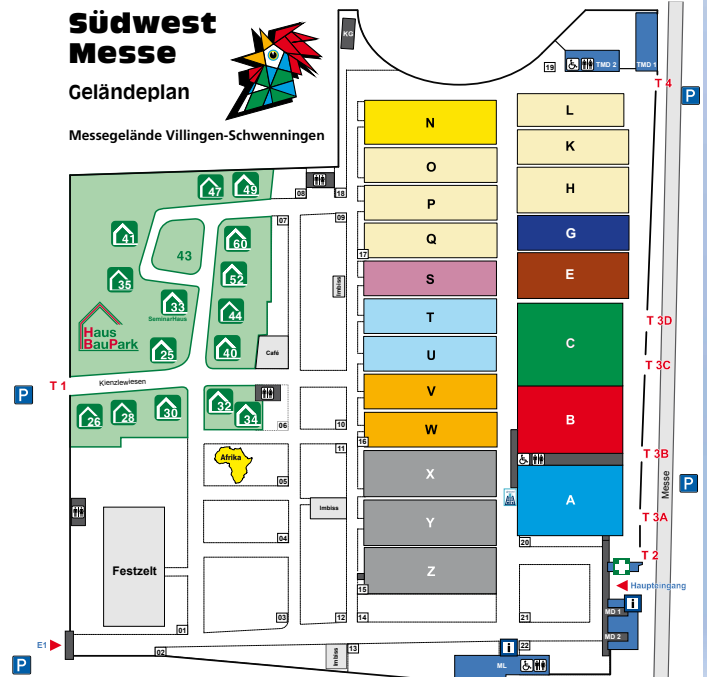 Südwest
Messe
Geländeplan
Messegelände Villingen-Schwenningen
KG
19
TMD 2
TMD 1
T 4
P
N
L
O
K
P
H
Q
G
S
E
T
C
U
V
B
W
X
A
Y
Z
47
49
08
18
41
43
60
07
09
17
35
33
SeminarHaus
52
Imbiss
44
Haus
BauPark
25
40
Café
T 3D
T 3C
T 1
Kienzlewiesen
P
26
28
30
32
34
06
10
16
11
Afrika
05
T 3B
P
Messe
Imbiss
T 3A
04
20
Festzelt
T 2
15
Haupteingang
i
MD 1
01
03
12
14
21
MD 2
E1
02
Imbiss
13
i
22
P
ML